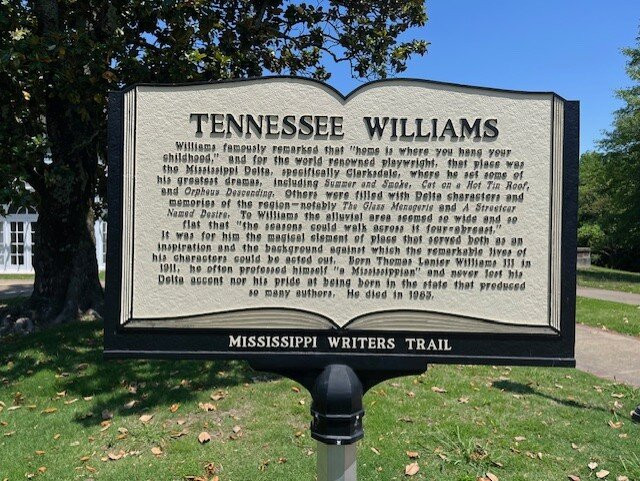 TENNESSEE WILLIAMS
Williams famously remarked that "home is where you hang your
childhood," and for the world renowned playwright, that place was
the Mississippi Delta, specifically Clarksdale, where he set some of
his greatest dramas, including Summer and Smoke, Cat on a Hot Tin Roof,
and Orpheus Descending. Others were filled with Delta characters and
memories of the region—notably The Glass Menagerie and A Streetcar
Named Desire. To Williams the alluvial area seemed so wide and so
flat that "the seasons could walk across it four-abreast."
It was for him the magical element of place that served both as an
inspiration and the background against which the remarkable lives of
his characters could be acted out. Born Thomas Lanier Williams III in
1911, he often professed himself "a Mississippian" and never lost his
Delta accent nor his pride at being born in the state that produced
so many authors. He died in 1983.
MISSISSIPPI WRITERS TRAIL